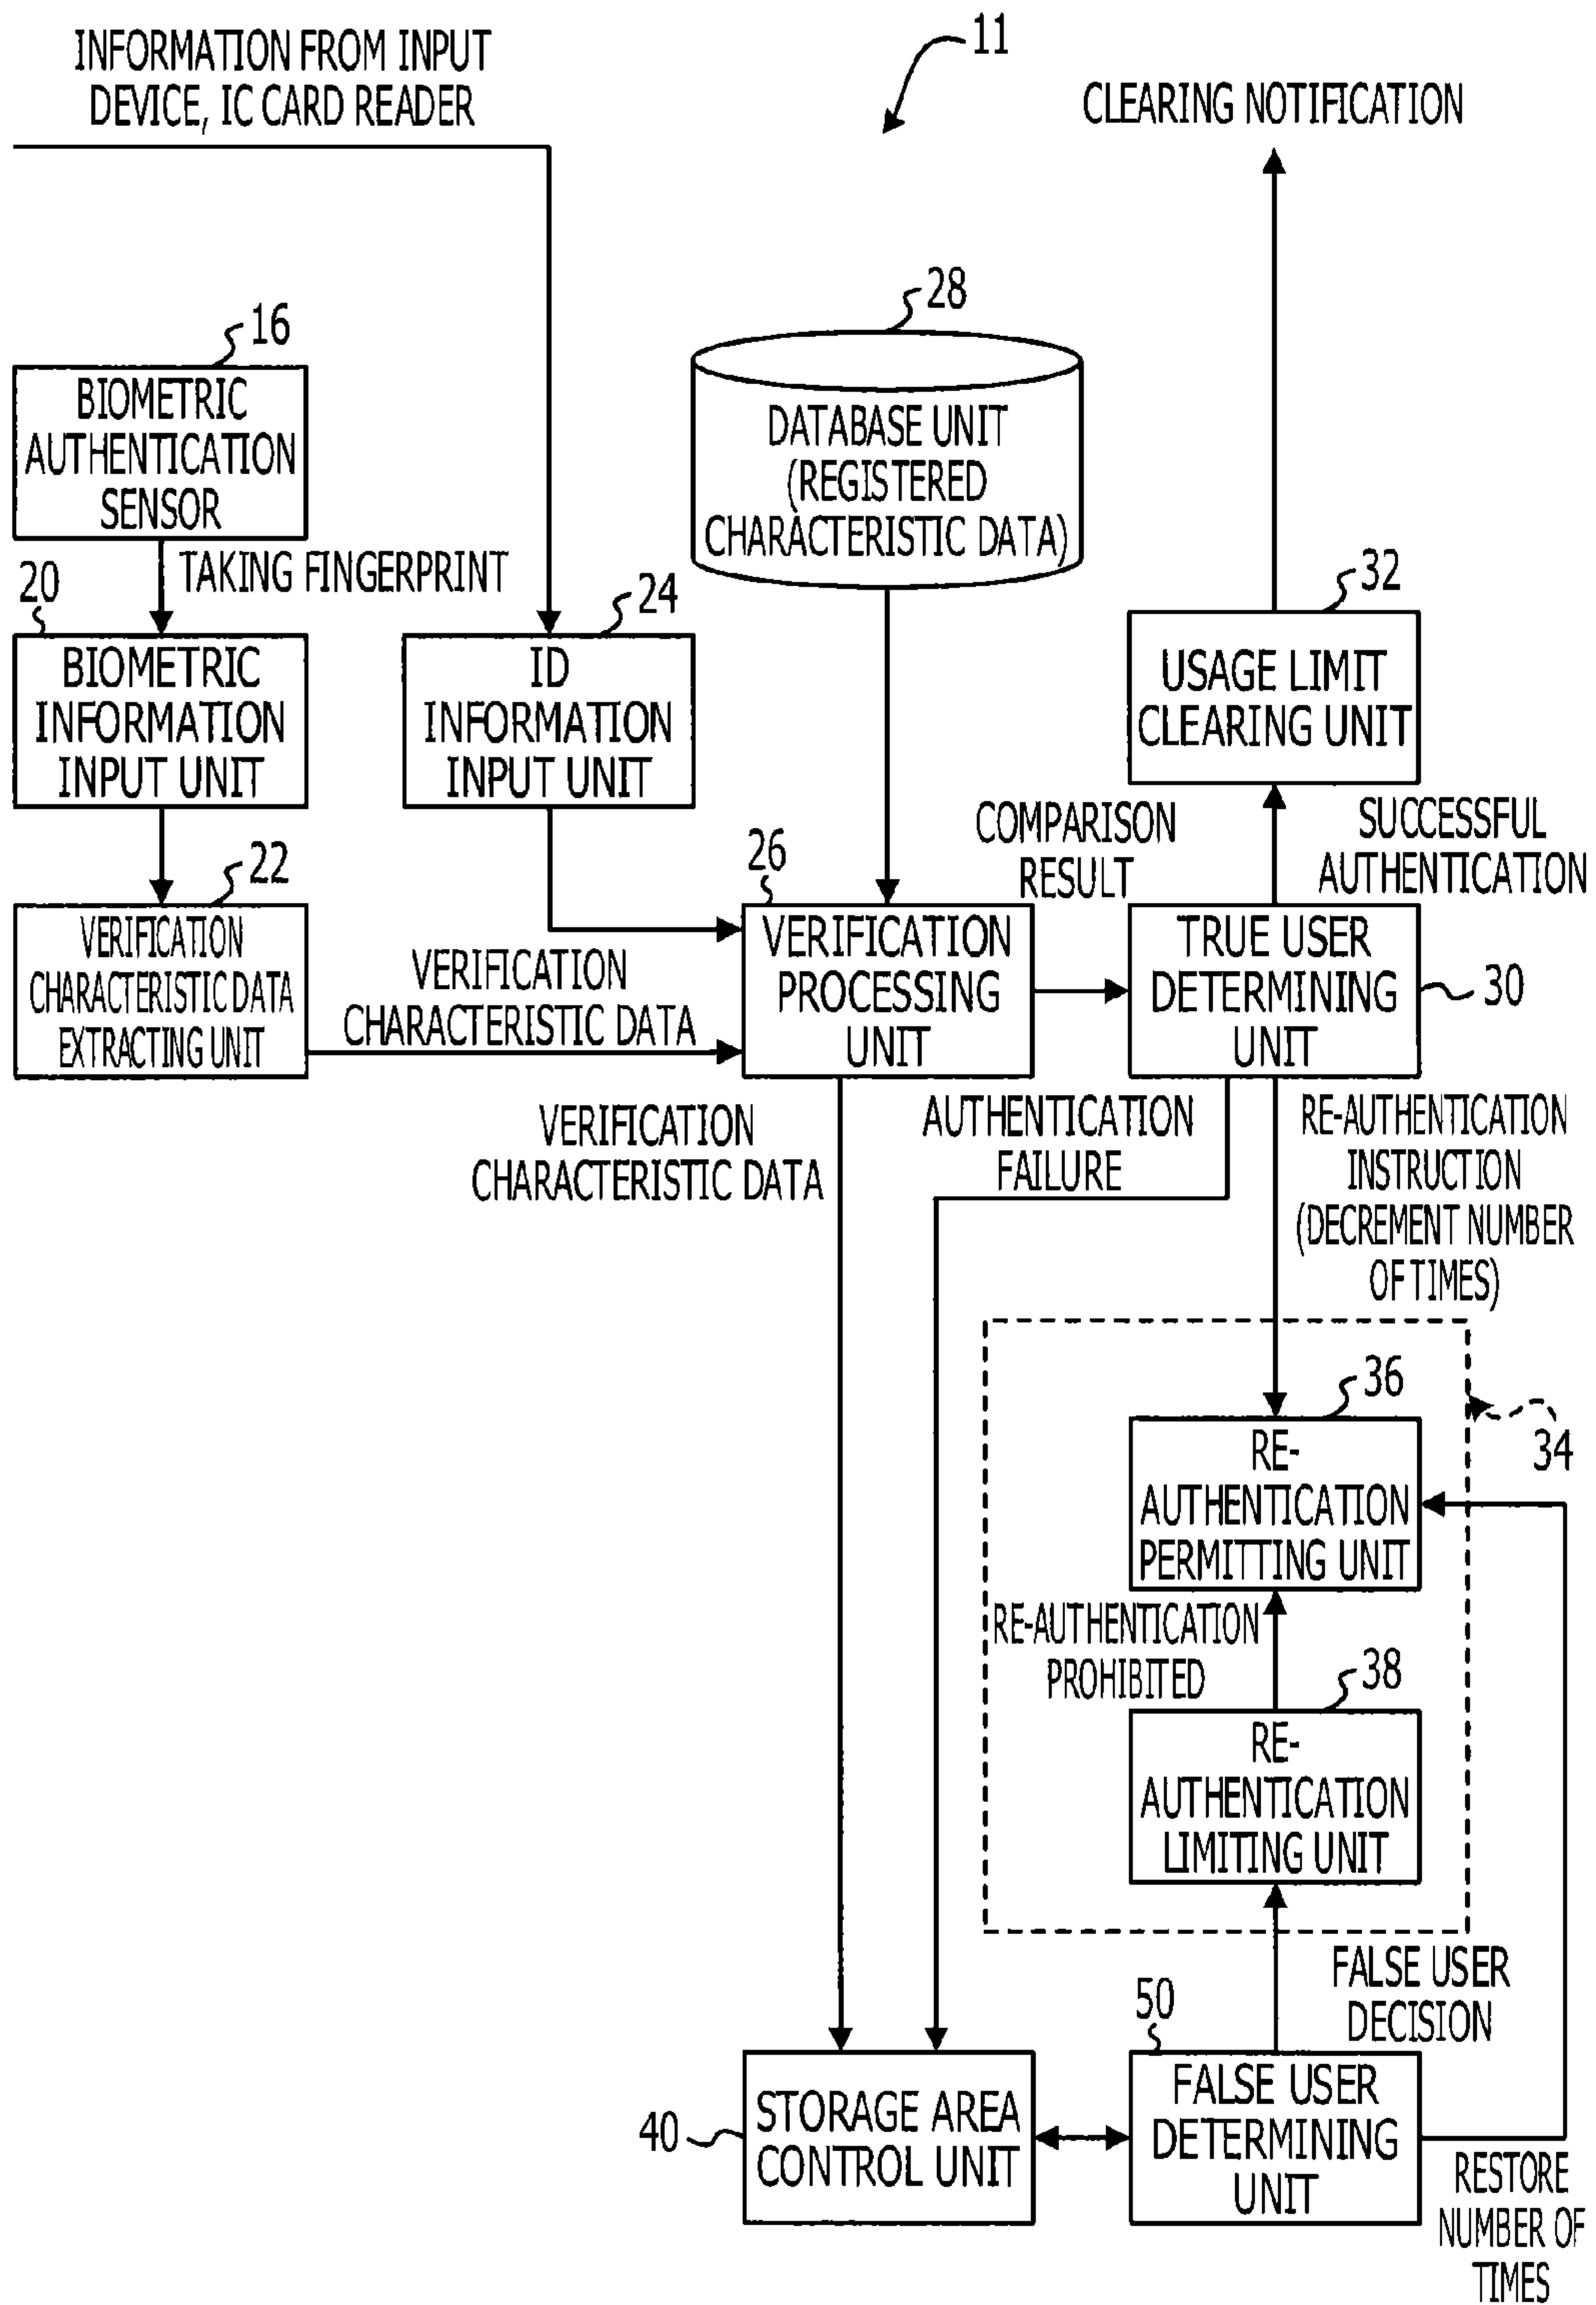 INFORMATION FROM INPUT
DEVICE, IC CARD READER
11
CLEARING NOTIFICATION
28
16
BIOMETRIC
AUTHENTICATION
SENSOR
DATABASE UNIT
(REGISTERED
CHARACTERISTIC DATA)
TAKING FINGERPRINT
20
24
32
BIOMETRIC
INFORMATION
INPUT UNIT
ID
INFORMATION
INPUT UNIT
USAGE LIMIT
CLEARING UNIT
COMPARISON
RESULT
SUCCESSFUL
AUTHENTICATION
22
26
VERIFICATION
CHARACTERISTIC DATA
EXTRACTING UNIT
VERIFICATION
CHARACTERISTIC DATA
VERIFICATION
PROCESSING
UNIT
TRUE USER
DETERMINING
UNIT
30
VERIFICATION
CHARACTERISTIC DATA
AUTHENTICATION
FAILURE
RE-AUTHENTICATION
INSTRUCTION
(DECREMENT NUMBER
OF TIMES)
36
34
RE-
AUTHENTICATION
PERMITTING UNIT
RE-AUTHENTICATION
PROHIBITED
38
RE-
AUTHENTICATION
LIMITING UNIT
FALSE USER
DECISION
50
40
STORAGE AREA
CONTROL UNIT
FALSE USER
DETERMINING
UNIT
RESTORE
NUMBER OF
TIMES